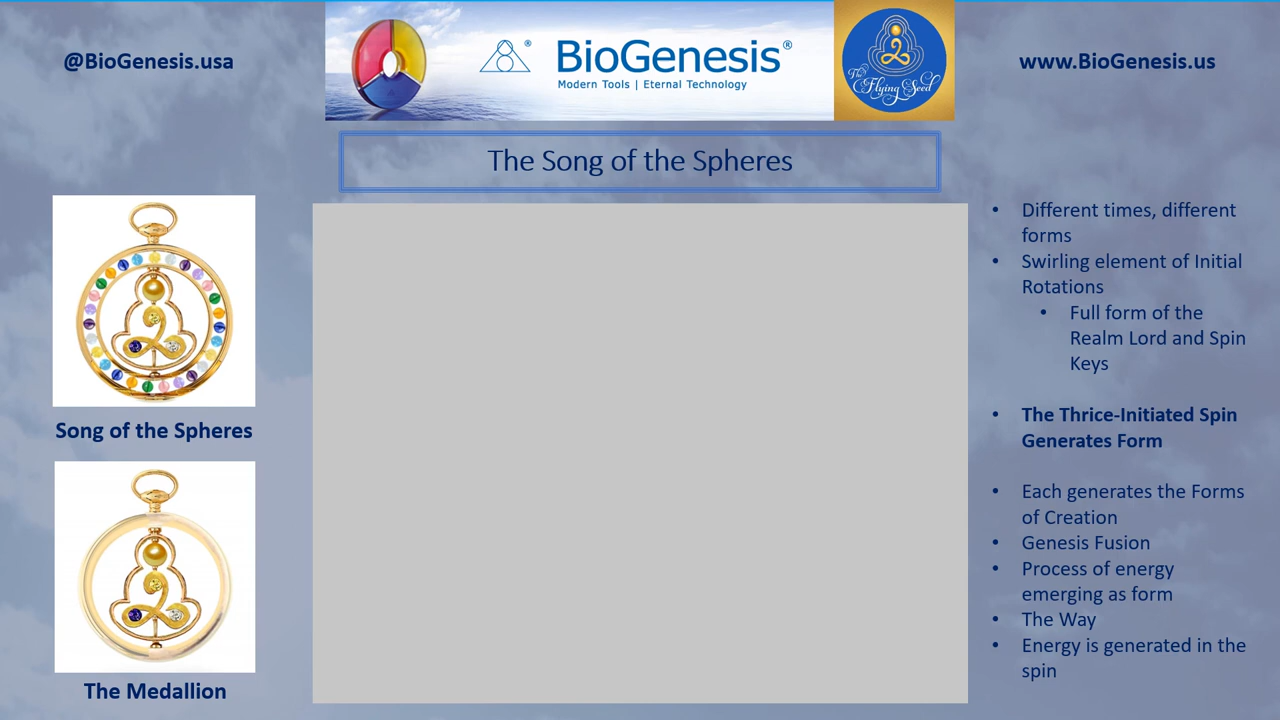 @BioGenesis.usa
BioGenesis®
Modern Tools | Eternal Technology
The Flying Seed
www.BioGenesis.us
The Song of the Spheres
Song of the Spheres
The Medallion
• Different times, different
forms
• Swirling element of Initial
Rotations
• Full form of the
Realm Lord and Spin
Keys
• The Thrice-Initiated Spin
Generates Form
• Each generates the Forms
of Creation
• Genesis Fusion
• Process of energy
emerging as form
• The Way
• Energy is generated in the
spin